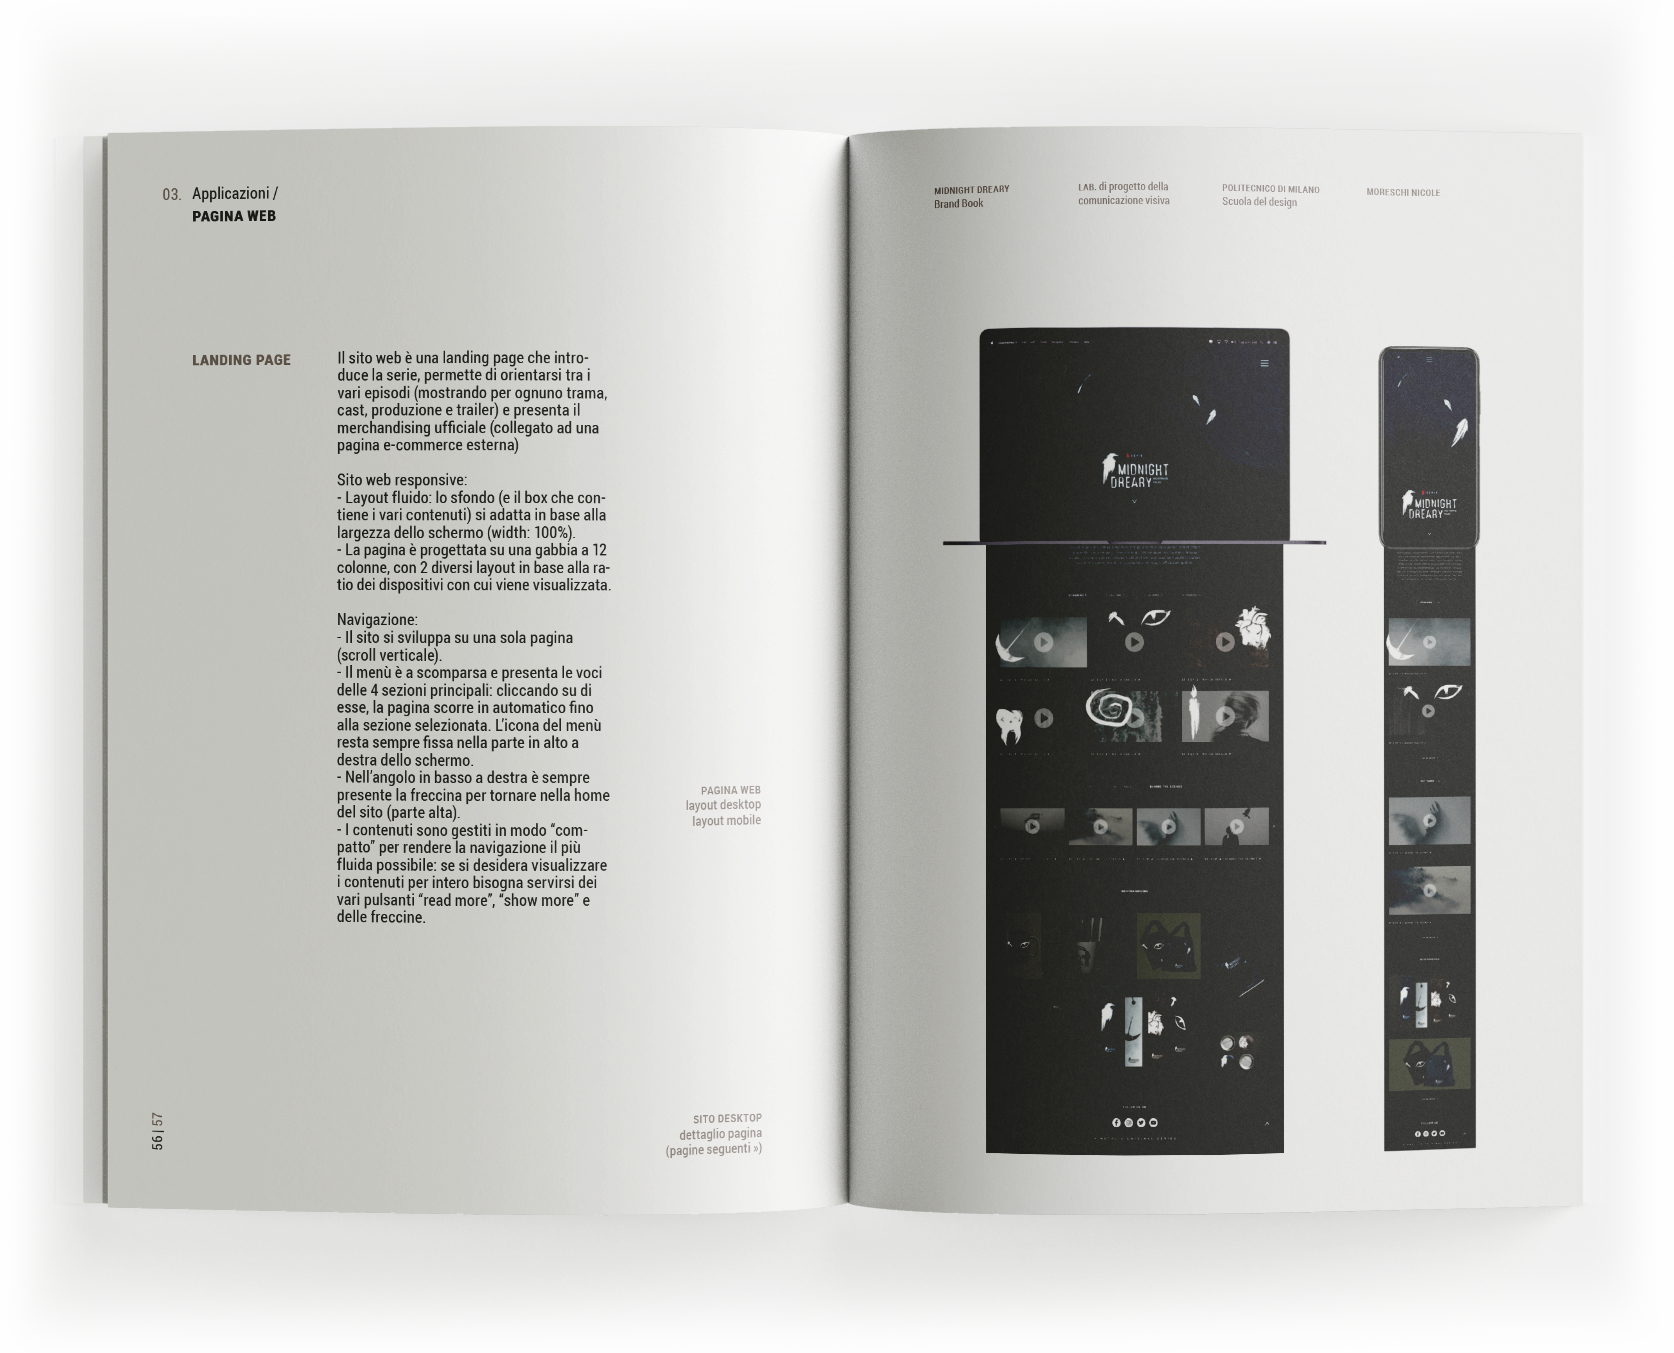 03. Applicazioni /
PAGINA WEB
LANDING PAGE
Il sito web è una landing page che intro-
duce la serie, permette di orientarsi tra i
vari episodi (mostrando per ognuno trama,
cast, produzione e trailer) e presenta il
merchandising ufficiale (collegato ad una
pagina e-commerce esterna)
Sito web responsive:
- Layout fluido: lo sfondo (e il box che con-
tiene i vari contenuti) si adatta in base alla
largezza dello schermo (width: 100%).
- La pagina è progettata su una gabbia a 12
colonne, con 2 diversi layout in base alla ra-
tio dei dispositivi con cui viene visualizzata.
Navigazione:
- Il sito si sviluppa su una sola pagina
(scroll verticale).
- Il menù è a scomparsa e presenta le voci
delle 4 sezioni principali: cliccando su di
esse, la pagina scorre in automatico fino
alla sezione selezionata. L'icona del menù
resta sempre fissa nella parte in alto a
destra dello schermo.
- Nell'angolo in basso a destra è sempre
presente la freccina per tornare nella home
del sito (parte alta).
- I contenuti sono gestiti in modo “com-
patto” per rendere la navigazione il più
fluida possibile: se si desidera visualizzare
i contenuti per intero bisogna servirsi dei
vari pulsanti “read more”, “show more” e
delle freccine.
PAGINA WEB
layout desktop
layout mobile
SITO DESKTOP
dettaglio pagina
(pagine seguenti »)
56 | 57
MIDNIGHT DREARY
Brand Book
LAB. di progetto della
comunicazione visiva
POLITECNICO DI MILANO
Scuola del design
MORESCHI NICOLE
MIDNIGHT
DREARY
MIDNIGHT
DREARY